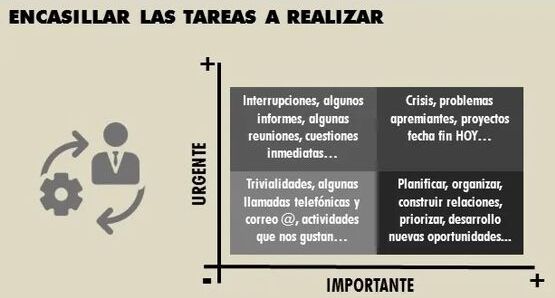 ENCASILLAR LAS TAREAS A REALIZAR
+
Interrupciones, algunos
informes, algunas
reuniones, cuestiones
inmediatas...
Crisis, problemas
apremiantes, proyectos
fecha fin HOY...
URGENTE
Trivialidades, algunas
llamadas telefónicas y
correo @, actividades
que nos gustan...
Planificar, organizar,
construir relaciones,
priorizar, desarrollo
nuevas oportunidades...
-
IMPORTANTE
+